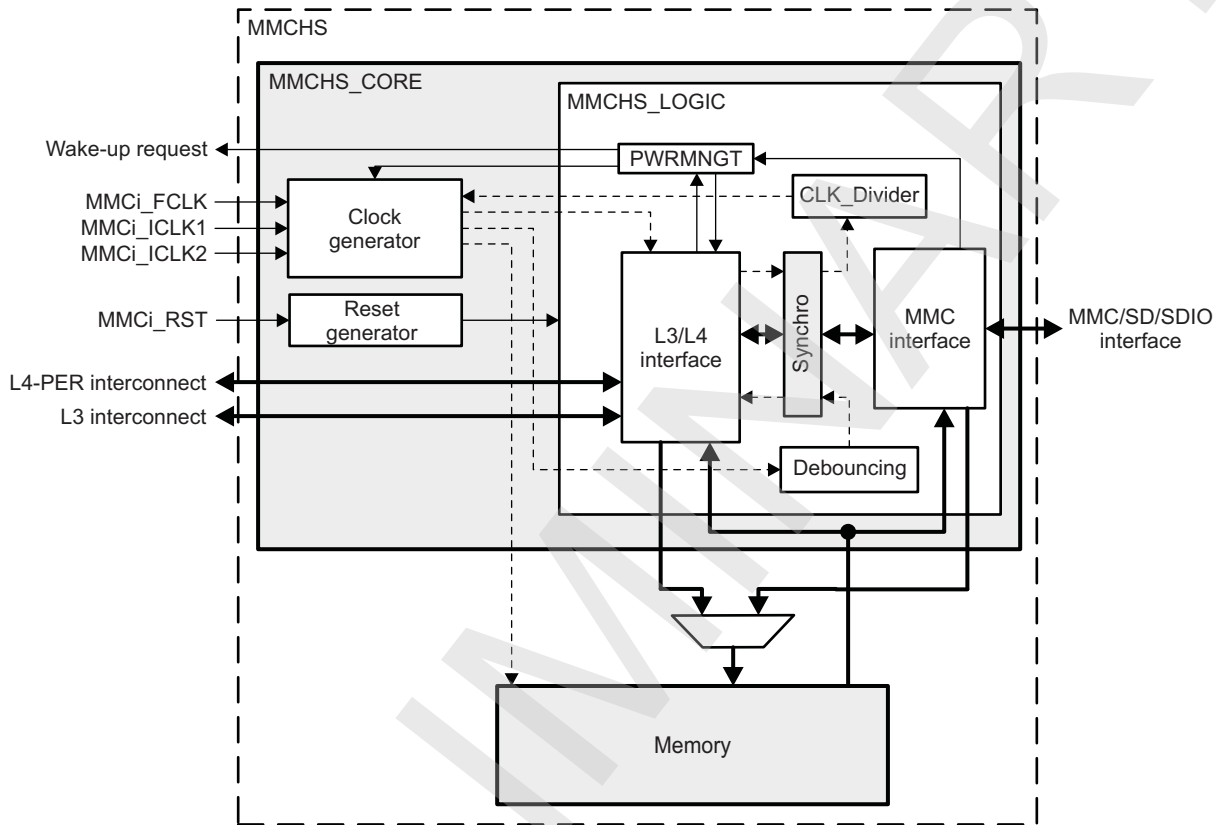 MMCHS
MMCHS_CORE
MMCHS_LOGIC
Wake-up request
PWRMNGT
MMCi_FCLK
MMCi_ICLK1
MMCi_ICLK2
Clock
generator
CLK_Divider
MMCi_RST
Reset
generator
L3/L4
interface
Synchro
MMC
interface
MMC/SD/SDIO
interface
L4-PER interconnect
L3 interconnect
Debouncing
Memory
IMINAR